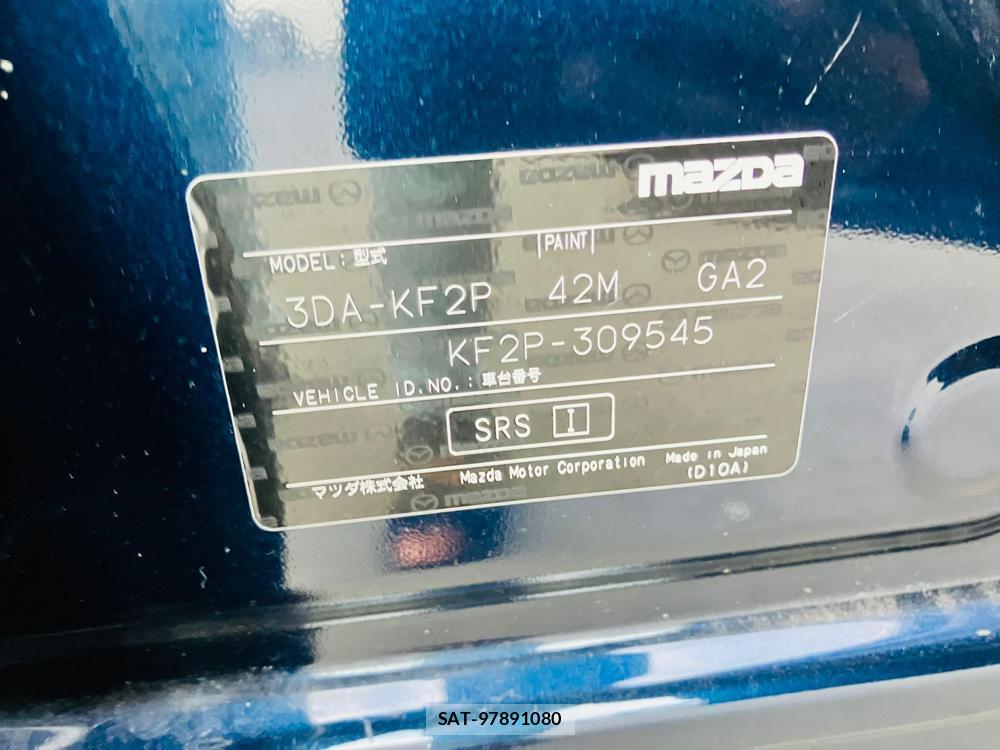 mazda
MODEL : 型式
PAINT
3DA-KF2P 42M GA2
KF2P-309545
VEHICLE ID.NO. : 車台番号
SRS I
マツダ株式会社 Mazda Motor Corporation Made in Japan
(D10A)
SAT-97891080